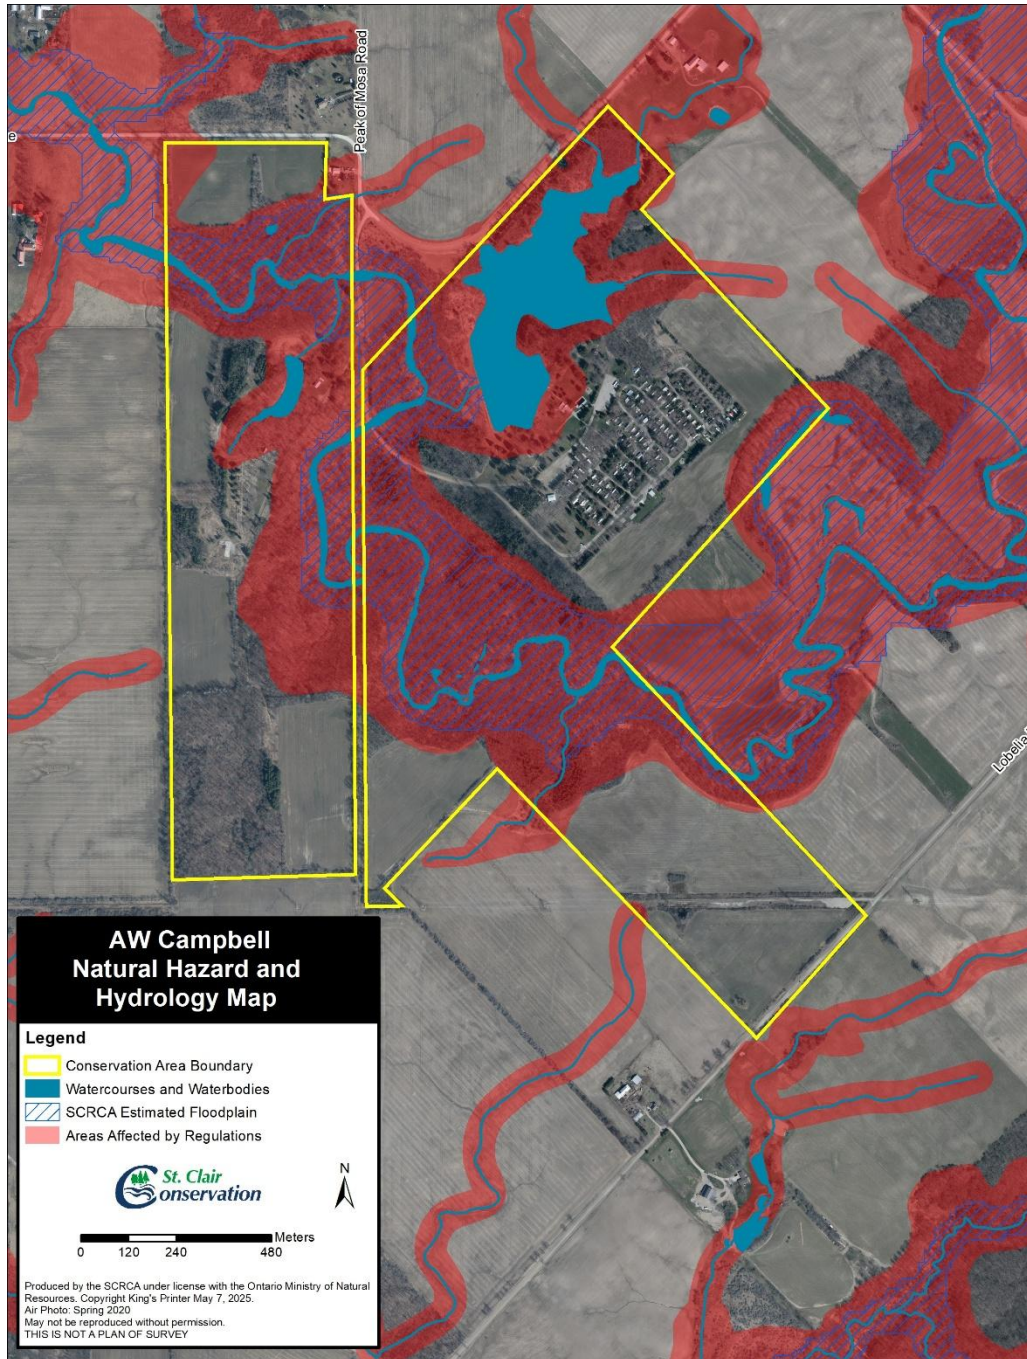 Peak of Mosa Road
e
Lobelia
AW Campbell
Natural Hazard and
Hydrology Map
Legend
Conservation Area Boundary
Watercourses and Waterbodies
SCRCA Estimated Floodplain
Areas Affected by Regulations
St. Clair
Conservation
N
Meters
0 120 240 480
Produced by the SCRCA under license with the Ontario Ministry of Natural
Resources. Copyright King's Printer May 7, 2025.
Air Photo: Spring 2020
May not be reproduced without permission.
THIS IS NOT A PLAN OF SURVEY